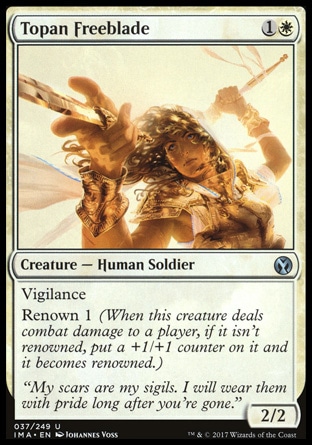 Topan Freeblade 1
Creature — Human Soldier
Vigilance
Renown 1 (When this creature deals
combat damage to a player, if it isn't
renowned, put a +1/+1 counter on it and
it becomes renowned.)
"My scars are my sigils. I will wear them
with pride long after you're gone."
2/2
037/249 U
IMA • EN Johannes Voss
™ & © 2017 Wizards of the Coast